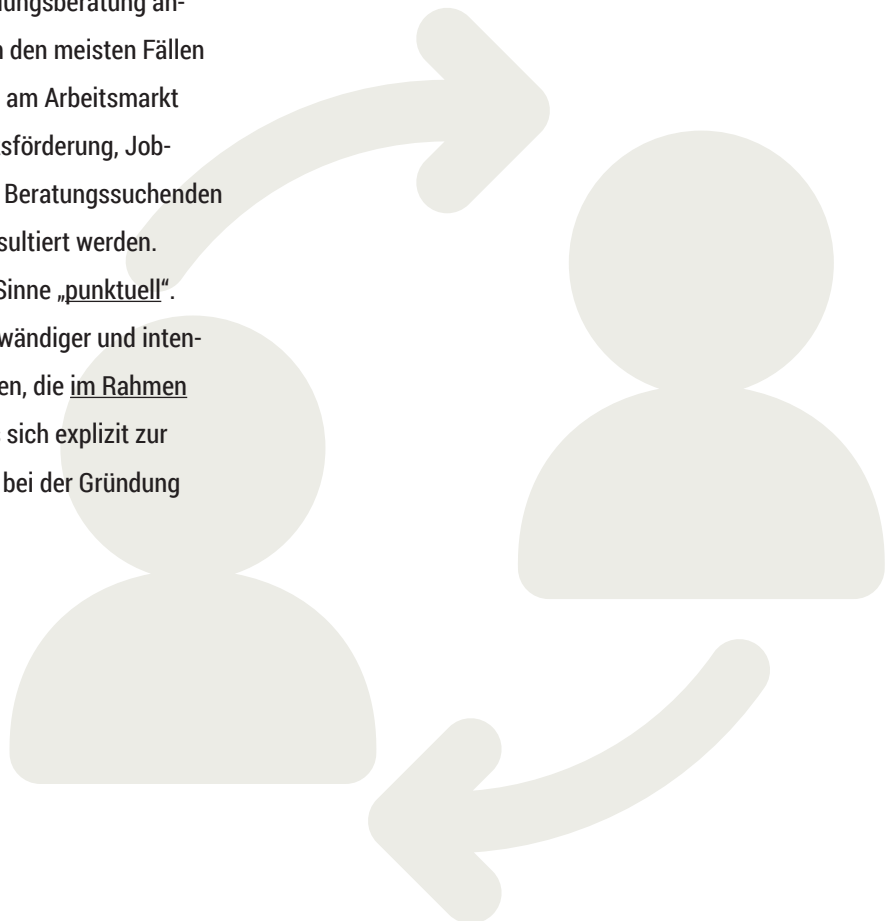 lungsberatung an-
n den meisten Fällen
am Arbeitsmarkt
sförderung, Job-
Beratungssuchenden
sultiert werden.
Sinne „punktuell“.
wändiger und inten-
en, die im Rahmen
sich explizit zur
bei der Gründung